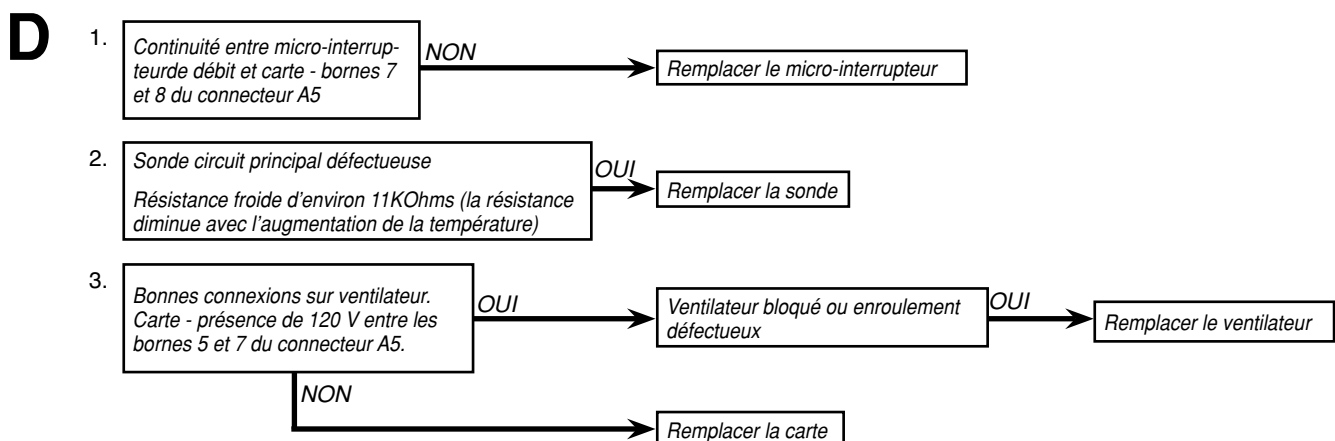 D
1.
Continuité entre micro-interrup-
teurde débit et carte - bornes 7
et 8 du connecteur A5
NON
Remplacer le micro-interrupteur
2.
Sonde circuit principal défectueuse
Résistance froide d'environ 11KOhms (la résistance
diminue avec l'augmentation de la température)
OUI
Remplacer la sonde
3.
Bonnes connexions sur ventilateur.
Carte - présence de 120 V entre les
bornes 5 et 7 du connecteur A5.
OUI
Ventilateur bloqué ou enroulement
défectueux
OUI
Remplacer le ventilateur
NON
Remplacer la carte